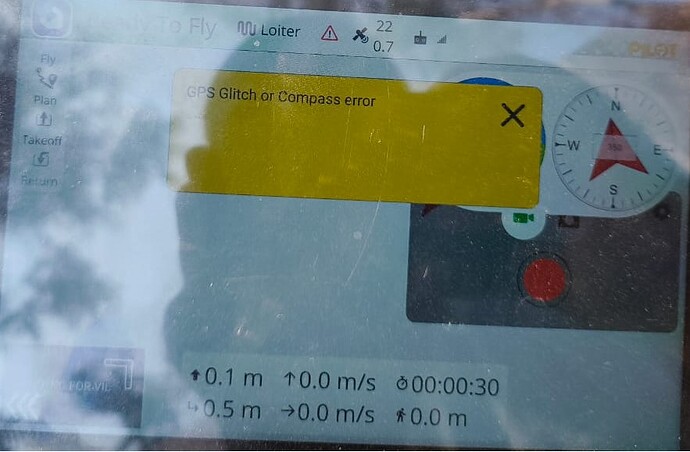 Ready To Fly
Loiter
22
0.7
PILOT
Fly
Plan
Takeoff
Return
GPS Glitch or Compass error
N
W
E
S
0.1 m
0.0 m/s
00:00:30
0.5 m
0.0 m/s
0.0 m